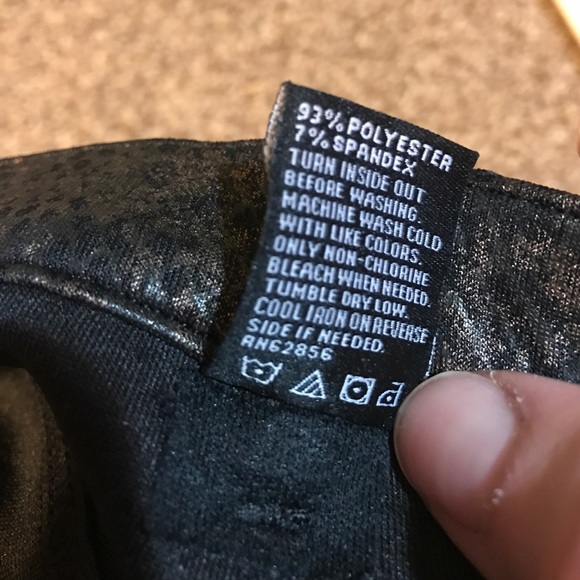 93% POLYESTER
7% SPANDEX
TURN INSIDE OUT
BEFORE WASHING.
MACHINE WASH COLD
WITH LIKE COLORS.
ONLY NON-CHLORINE
BLEACH WHEN NEEDED.
TUMBLE DRY LOW.
COOL IRON ON REVERSE
SIDE IF NEEDED.
RN62856